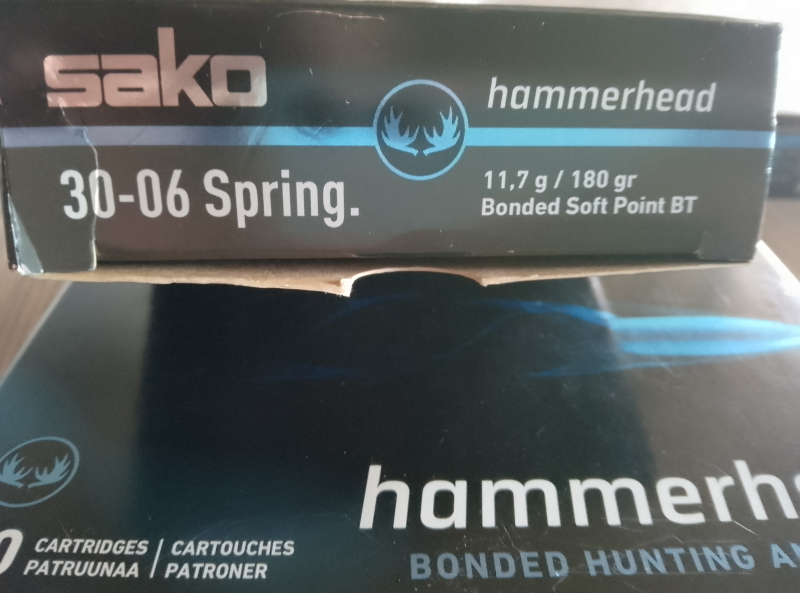 sako
hammerhead
30-06 Spring.
11,7 g / 180 gr
Bonded Soft Point BT
hammerhe
BONDED HUNTING A
0 CARTRIDGES | CARTOUCHES
PATRUUNAA | PATRONER